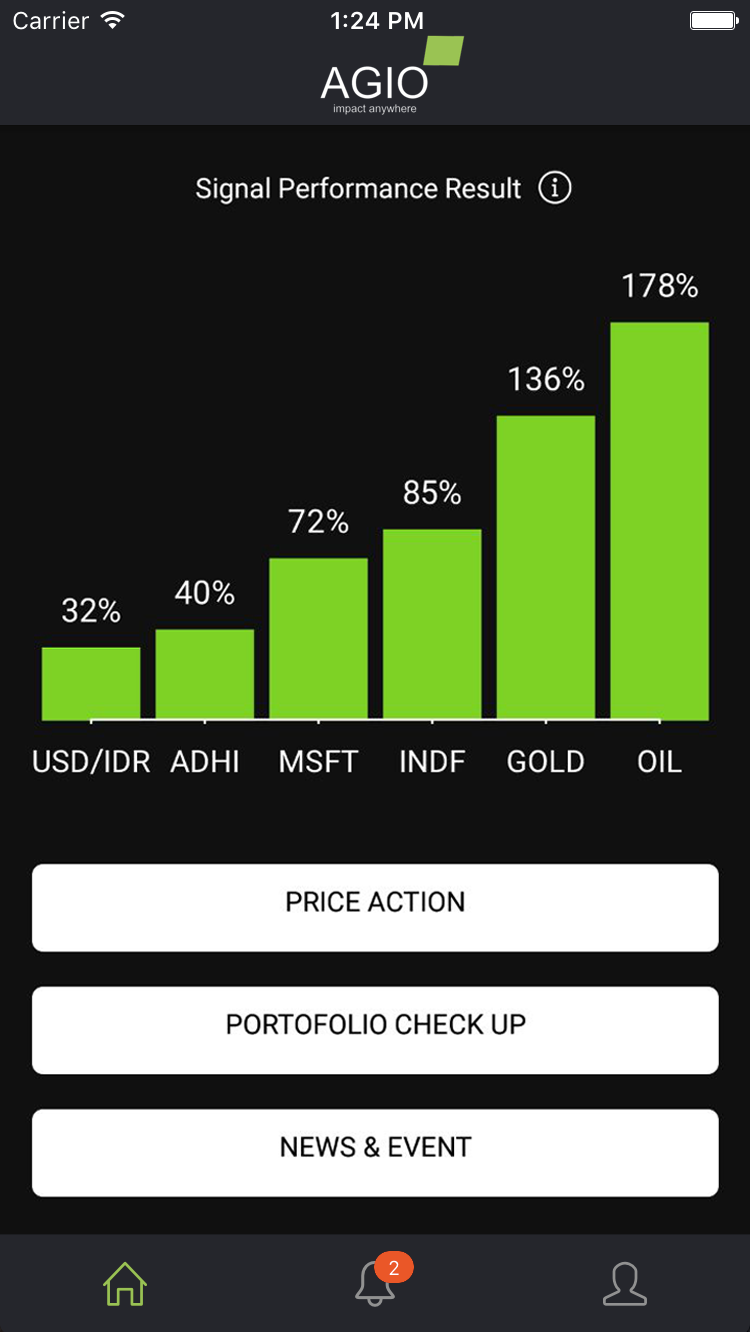 Carrier 1:24 PM
AGIO
impact anywhere
Signal Performance Result
178%
136%
85%
72%
40%
32%
USD/IDR ADHI MSFT INDF GOLD OIL
PRICE ACTION
PORTOFOLIO CHECK UP
NEWS & EVENT
2